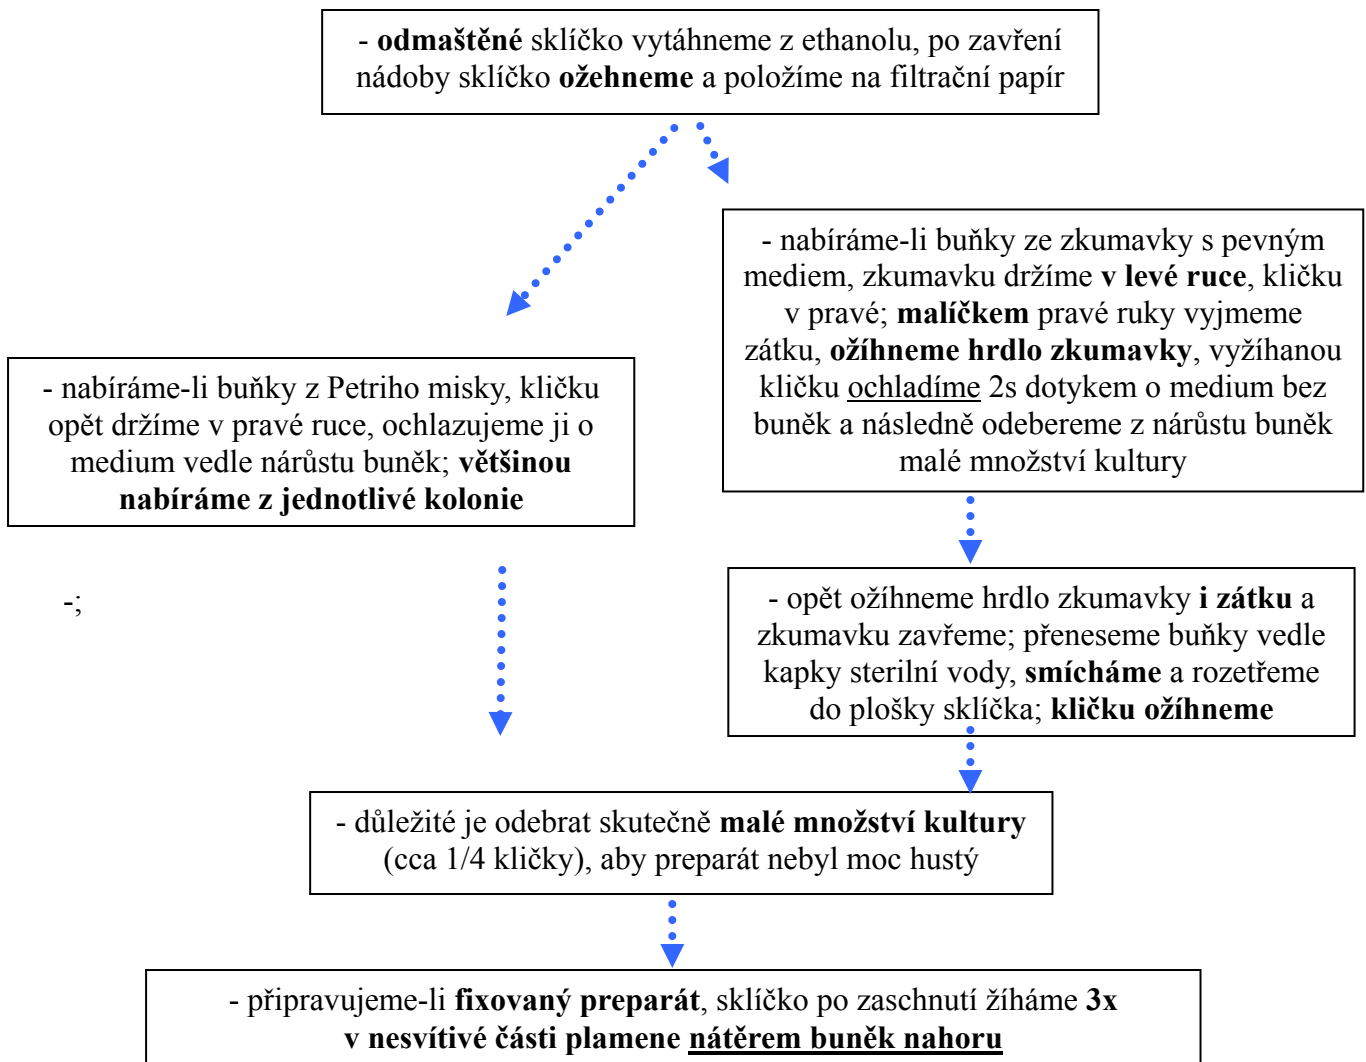 - odmaštěné sklíčko vytáhneme z ethanolu, po zavření
nádoby sklíčko ožehneme a položíme na filtrační papír
- nabíráme-li buňky ze zkumavky s pevným
mediem, zkumavku držíme v levé ruce, kličku
v pravé; malíčkem pravé ruky vyjmeme
zátku, ožíhneme hrdlo zkumavky, vyžíhanou
kličku ochladíme 2s dotykem o medium bez
buněk a následně odebereme z nárůstu buněk
malé množství kultury
- nabíráme-li buňky z Petriho misky, kličku
opět držíme v pravé ruce, ochlazujeme ji o
medium vedle nárůstu buněk; většinou
nabíráme z jednotlivé kolonie
-;
- opět ožíhneme hrdlo zkumavky i zátku a
zkumavku zavřeme; přeneseme buňky vedle
kapky sterilní vody, smícháme a rozetřeme
do plošky sklíčka; kličku ožíhneme
- důležité je odebrat skutečně malé množství kultury
(cca 1/4 kličky), aby preparát nebyl moc hustý
- připravujeme-li fixovaný preparát, sklíčko po zaschnutí žíháme 3x
v nesvítivé části plamene nátěrem buněk nahoru